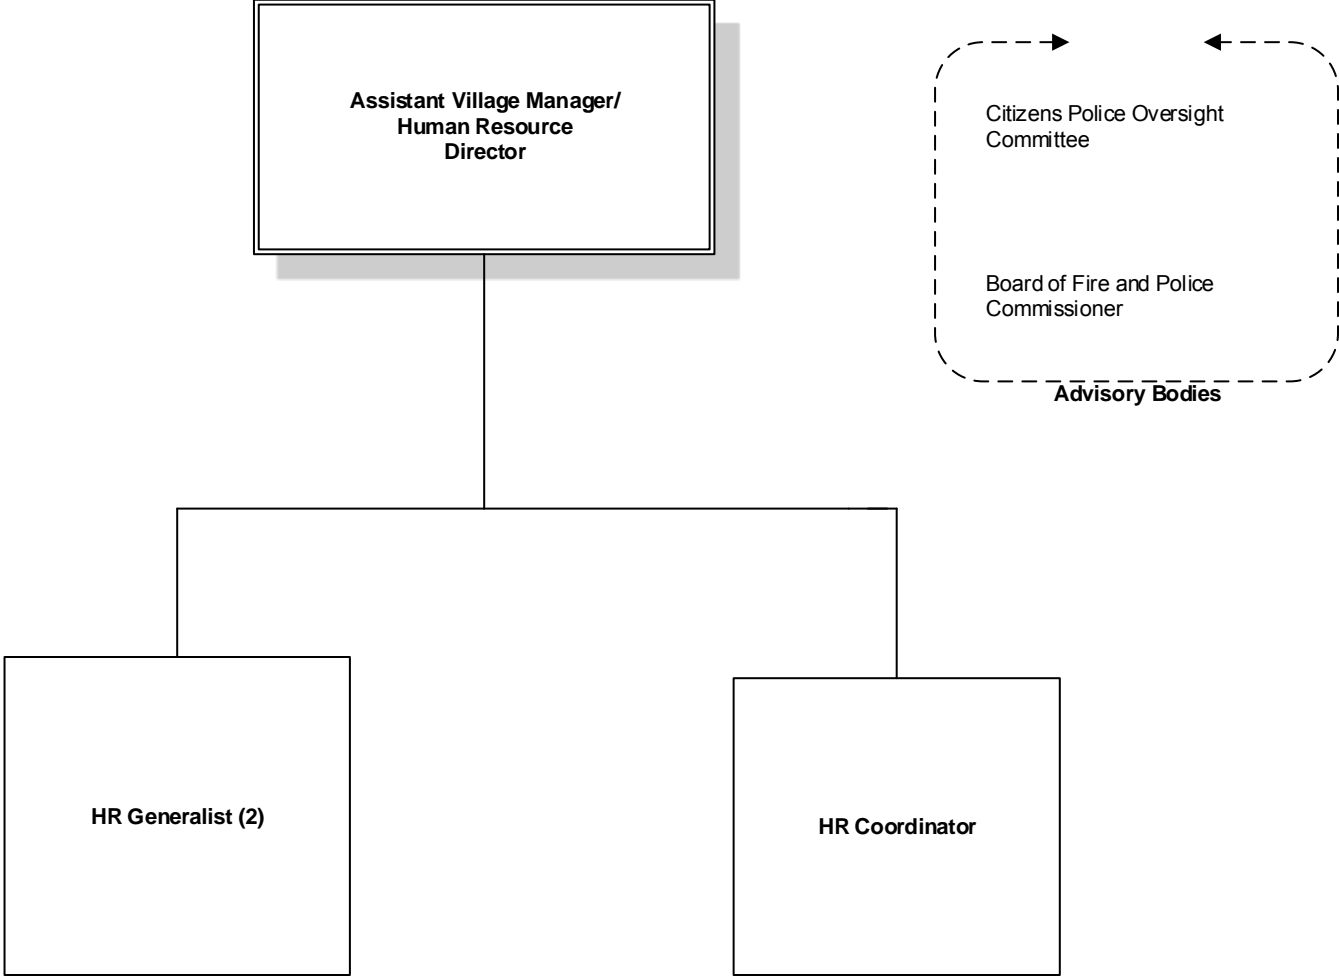 Assistant Village Manager/
Human Resource
Director
Citizens Police Oversight
Committee
Board of Fire and Police
Commissioner
Advisory Bodies
HR Generalist (2)
HR Coordinator